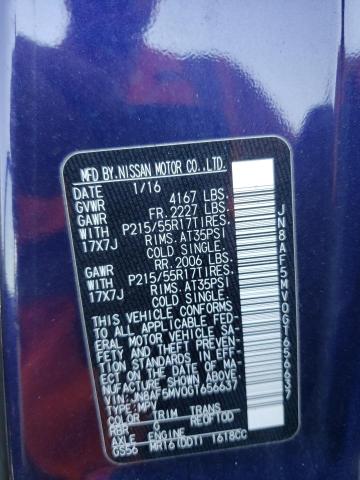 MFD BY.NISSAN MOTOR CO.,LTD.
DATE 1/16
GVWR 4167 LBS.
GAWR FR. 2227 LBS.
WITH P215/55R17TIRES.
17X7J RIMS.AT35PSI
COLD SINGLE.
GAWR RR. 2006 LBS.
WITH P215/55R17TIRES.
17X7J RIMS.AT35PSI
COLD SINGLE.
THIS VEHICLE CONFORMS
TO ALL APPLICABLE FED-
ERAL MOTOR VEHICLE SA-
FETY AND THEFT PREVEN-
TION STANDARDS IN EFF-
ECT ON THE DATE OF
MANUFACTURE SHOWN ABOVE.
VIN:JN8AF5MV0GT656637
TYPE:MPV
COLOR TRIM TRANS
RBR G RE0F10D
AXLE ENGINE
GS56 MR16(DDT) 1618CC
JN8AF5MV0GT656637